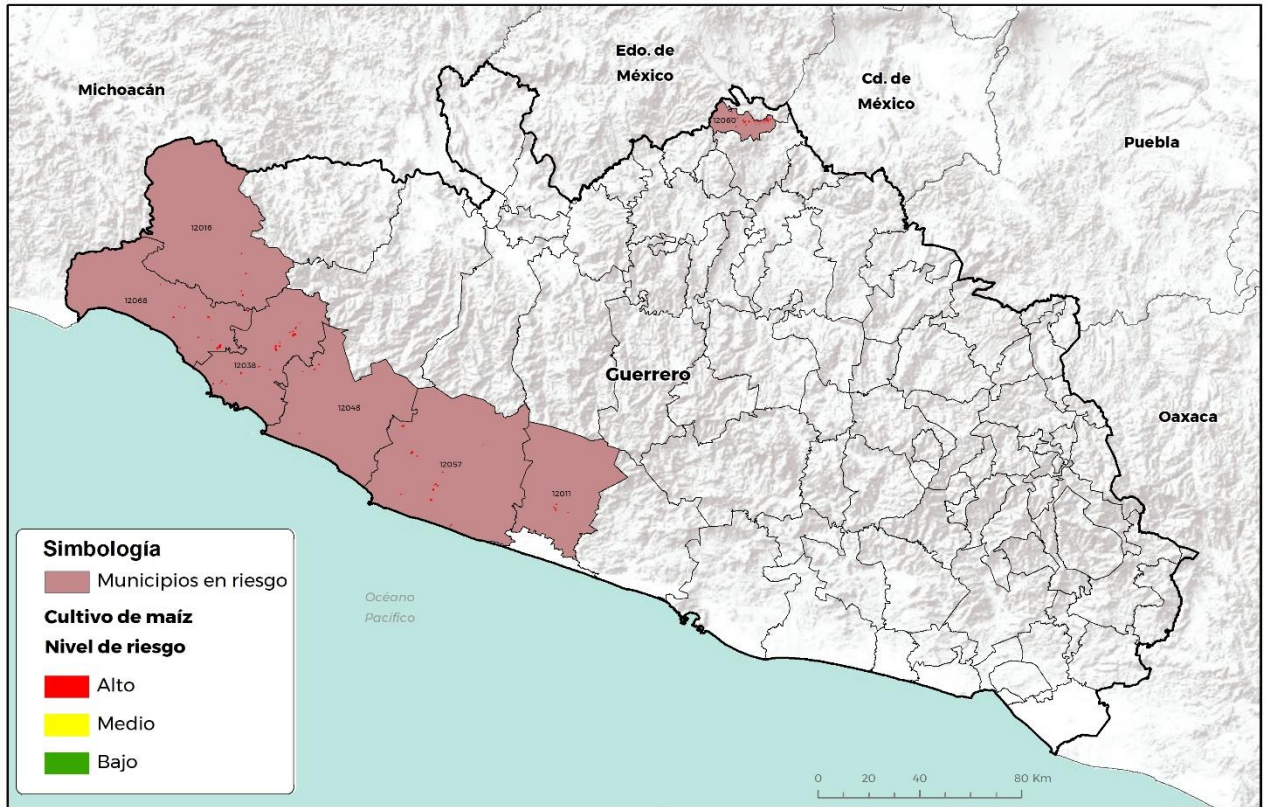 Edo. de
México
Michoacán
Cd. de
México
12060
Puebla
12016
12068
12038
Guerrero
12048
Oaxaca
12057
12011
Simbología
Municipios en riesgo
Cultivo de maíz
Nivel de riesgo
Alto
Medio
Bajo
Océano
Pacífico
0 20 40 80 Km